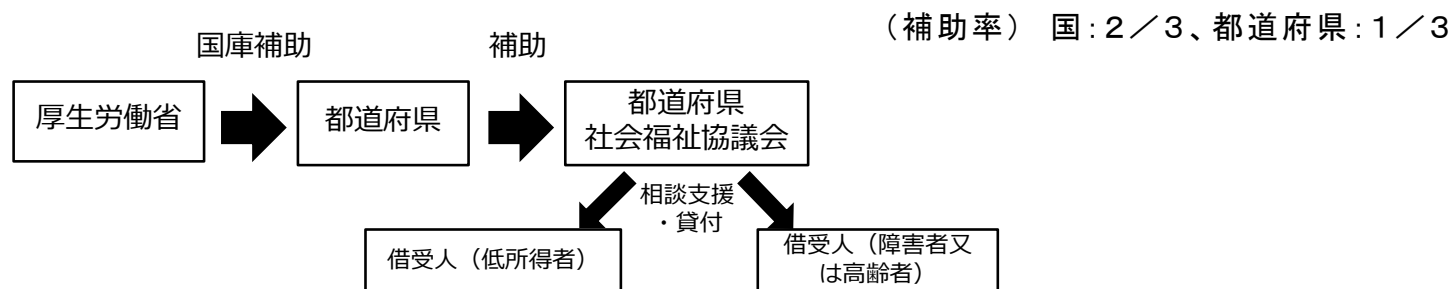 （補助率） 国：２／３、都道府県：１／３
国庫補助
補助
厚生労働省
都道府県
都道府県
社会福祉協議会
相談支援
・貸付
借受人（低所得者）
借受人（障害者又
は高齢者）